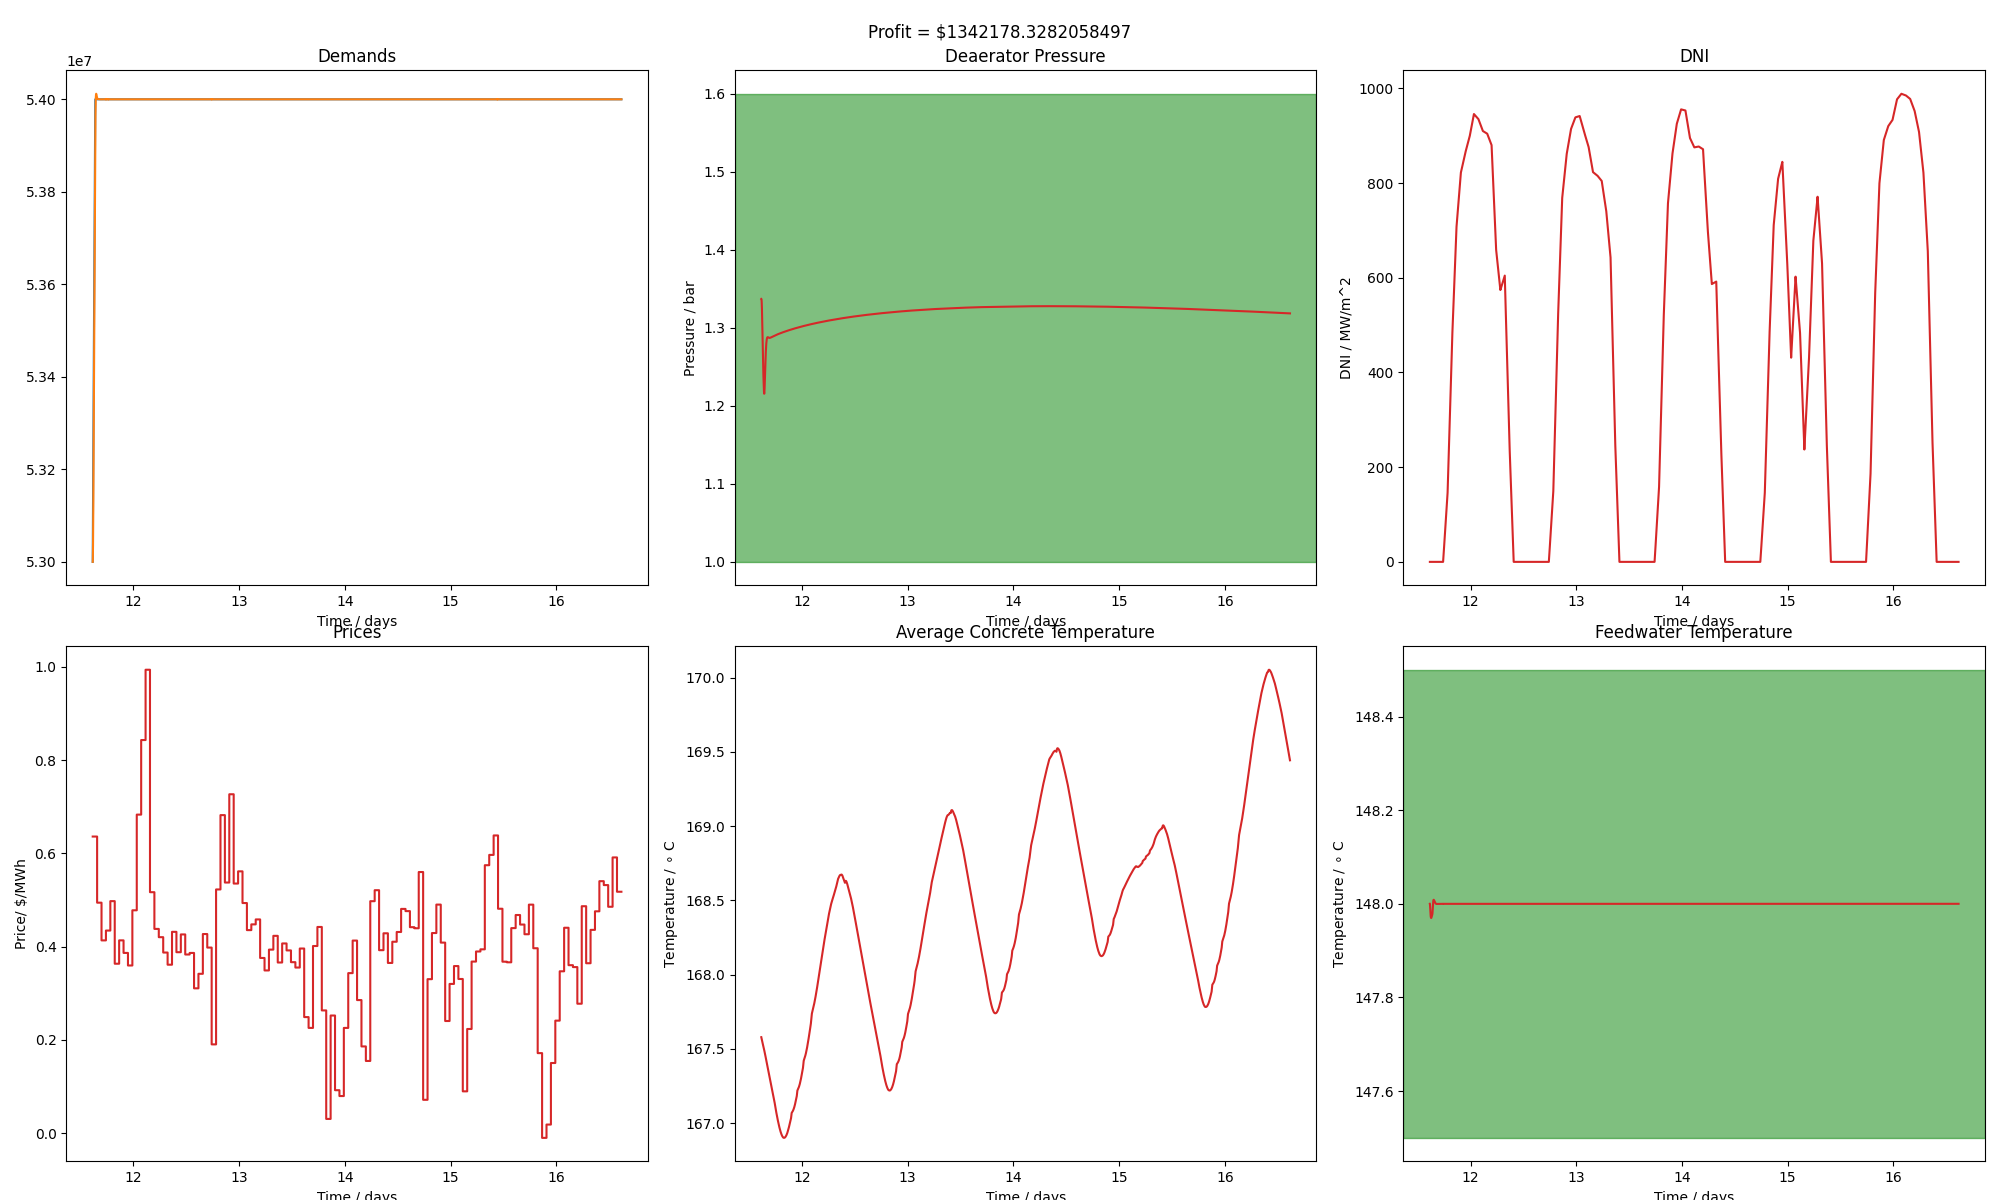 Profit = $1342178.3282058497
Demands
1e7
5.40
5.38
5.36
5.34
5.32
5.30
12 13 14 15 16
Time / days
Deaerator Pressure
Pressure / bar
1.6
1.5
1.4
1.3
1.2
1.1
1.0
12 13 14 15 16
Time / days
DNI
DNI / MW/m^2
1000
800
600
400
200
0
12 13 14 15 16
Time / days
Prices
Price/ $/MWh
1.0
0.8
0.6
0.4
0.2
0.0
12 13 14 15 16
Time / days
Average Concrete Temperature
Temperature / ∘ C
170.0
169.5
169.0
168.5
168.0
167.5
167.0
12 13 14 15 16
Time / days
Feedwater Temperature
Temperature / ∘ C
148.4
148.2
148.0
147.8
147.6
12 13 14 15 16
Time / days